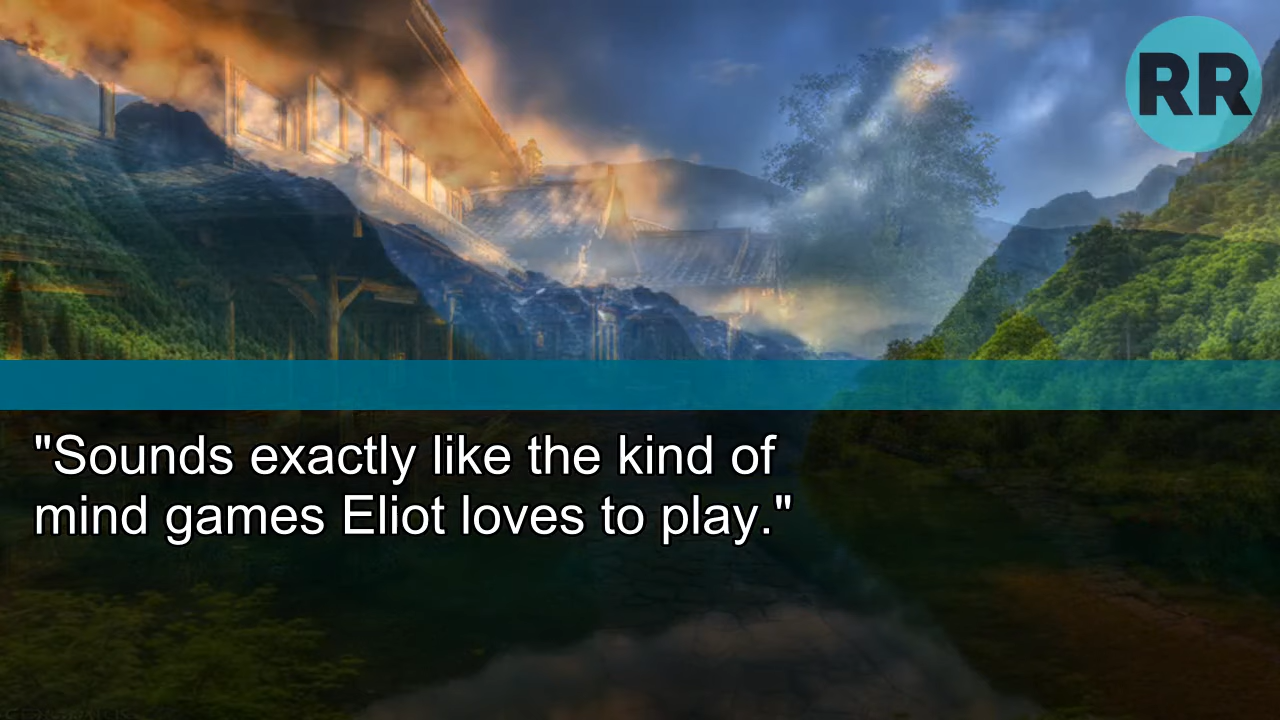 RR
"Sounds exactly like the kind of
mind games Eliot loves to play."